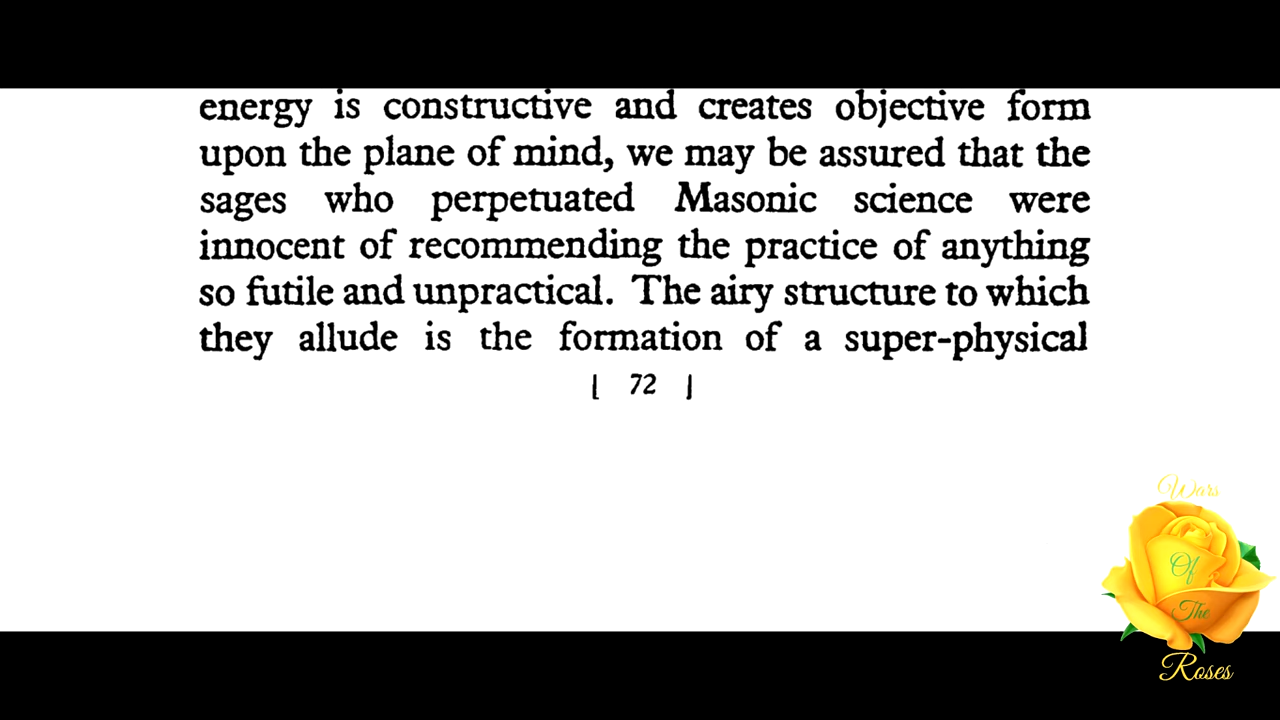 energy is constructive and creates objective form
upon the plane of mind, we may be assured that the
sages who perpetuated Masonic science were
innocent of recommending the practice of anything
so futile and unpractical. The airy structure to which
they allude is the formation of a super-physical
[ 72 ]
Wars
Of
The
Roses